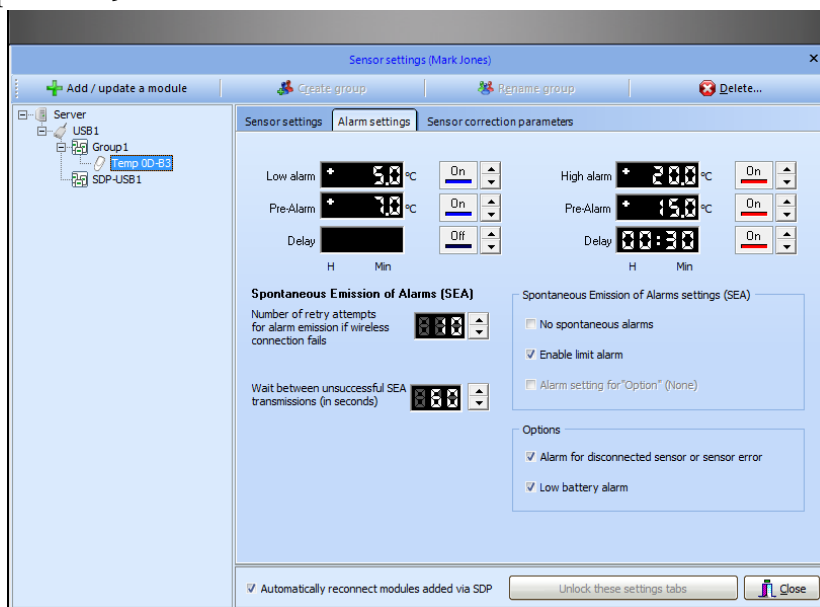 Sensor settings (Mark Jones)
Add / update a module
Create group
Rename group
Delete...
Server
USB1
Group1
Temp 0D-B3
SDP-USB1
Sensor settings Alarm settings Sensor correction parameters
Low alarm + 5.0 °C On
High alarm + 20.0 °C On
Pre-Alarm + 7.0 °C On
Pre-Alarm + 15.0 °C On
Delay Off
Delay 00:30 On
H Min
H Min
Spontaneous Emission of Alarms (SEA)
Number of retry attempts
for alarm emission if wireless
connection fails
10
Wait between unsuccessful SEA
transmissions (in seconds)
60
Spontaneous Emission of Alarms settings (SEA)
No spontaneous alarms
Enable limit alarm
Alarm setting for"Option" (None)
Options
Alarm for disconnected sensor or sensor error
Low battery alarm
Automatically reconnect modules added via SDP
Unlock these settings tabs
Close